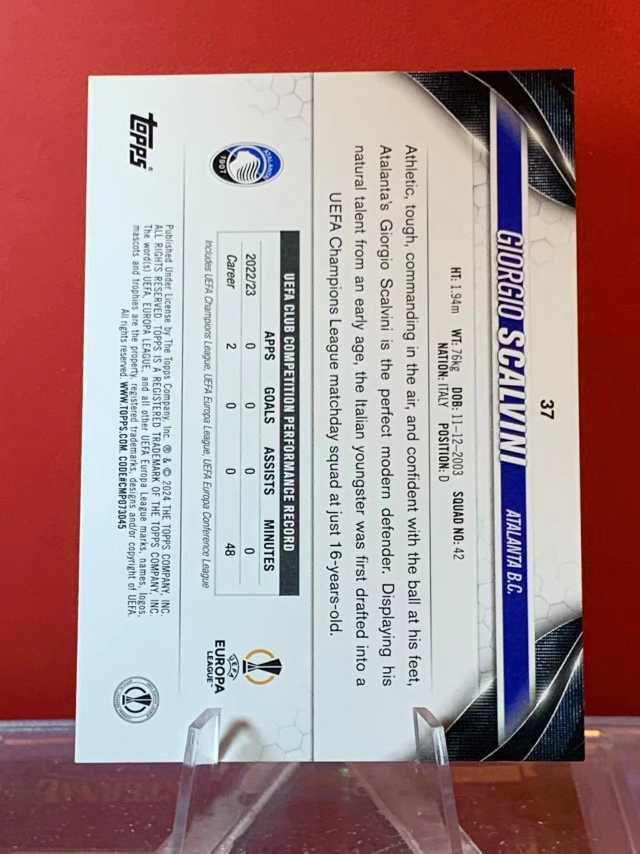 37
GIORGIO SCALVINI ATALANTA B.C.
HT: 1.94m WT: 76kg DOB: 11-12-2003 SQUAD NO: 42
NATION: ITALY POSITION: D
Athletic, tough, commanding in the air, and confident with the ball at his feet,
Atalanta's Giorgio Scalvini is the perfect modern defender. Displaying his
natural talent from an early age, the Italian youngster was first drafted into a
UEFA Champions League matchday squad at just 16-years-old.
UEFA CLUB COMPETITION PERFORMANCE RECORD
APPS GOALS ASSISTS MINUTES
2022/23 0 0 0 0
Career 2 0 0 48
Includes UEFA Champions League, UEFA Europa League, UEFA Europa Conference League
ATALANTA
1907
UEFA
EUROPA
LEAGUE™
topps®
Published Under License by The Topps Company, Inc. ® & © 2024 THE TOPPS COMPANY, INC.
ALL RIGHTS RESERVED. TOPPS IS A REGISTERED TRADEMARK OF THE TOPPS COMPANY, INC.
The word(s) UEFA, EUROPA LEAGUE, and all other UEFA Europa League marks, names, logos,
mascots and trophies are the property, registered trademarks, designs and/or copyright of UEFA.
All rights reserved. WWW.TOPPS.COM. CODE#CMP073045